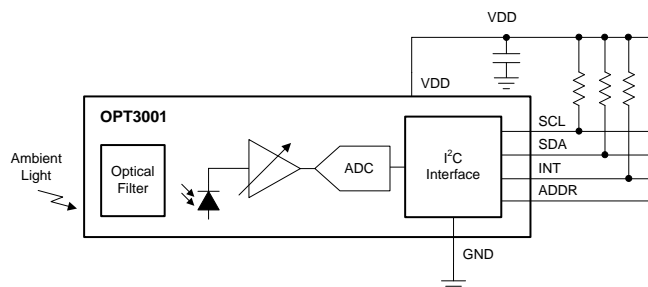 VDD
VDD
OPT3001
SCL
Ambient
Light
Optical
Filter
ADC
I²C
Interface
SDA
INT
ADDR
GND